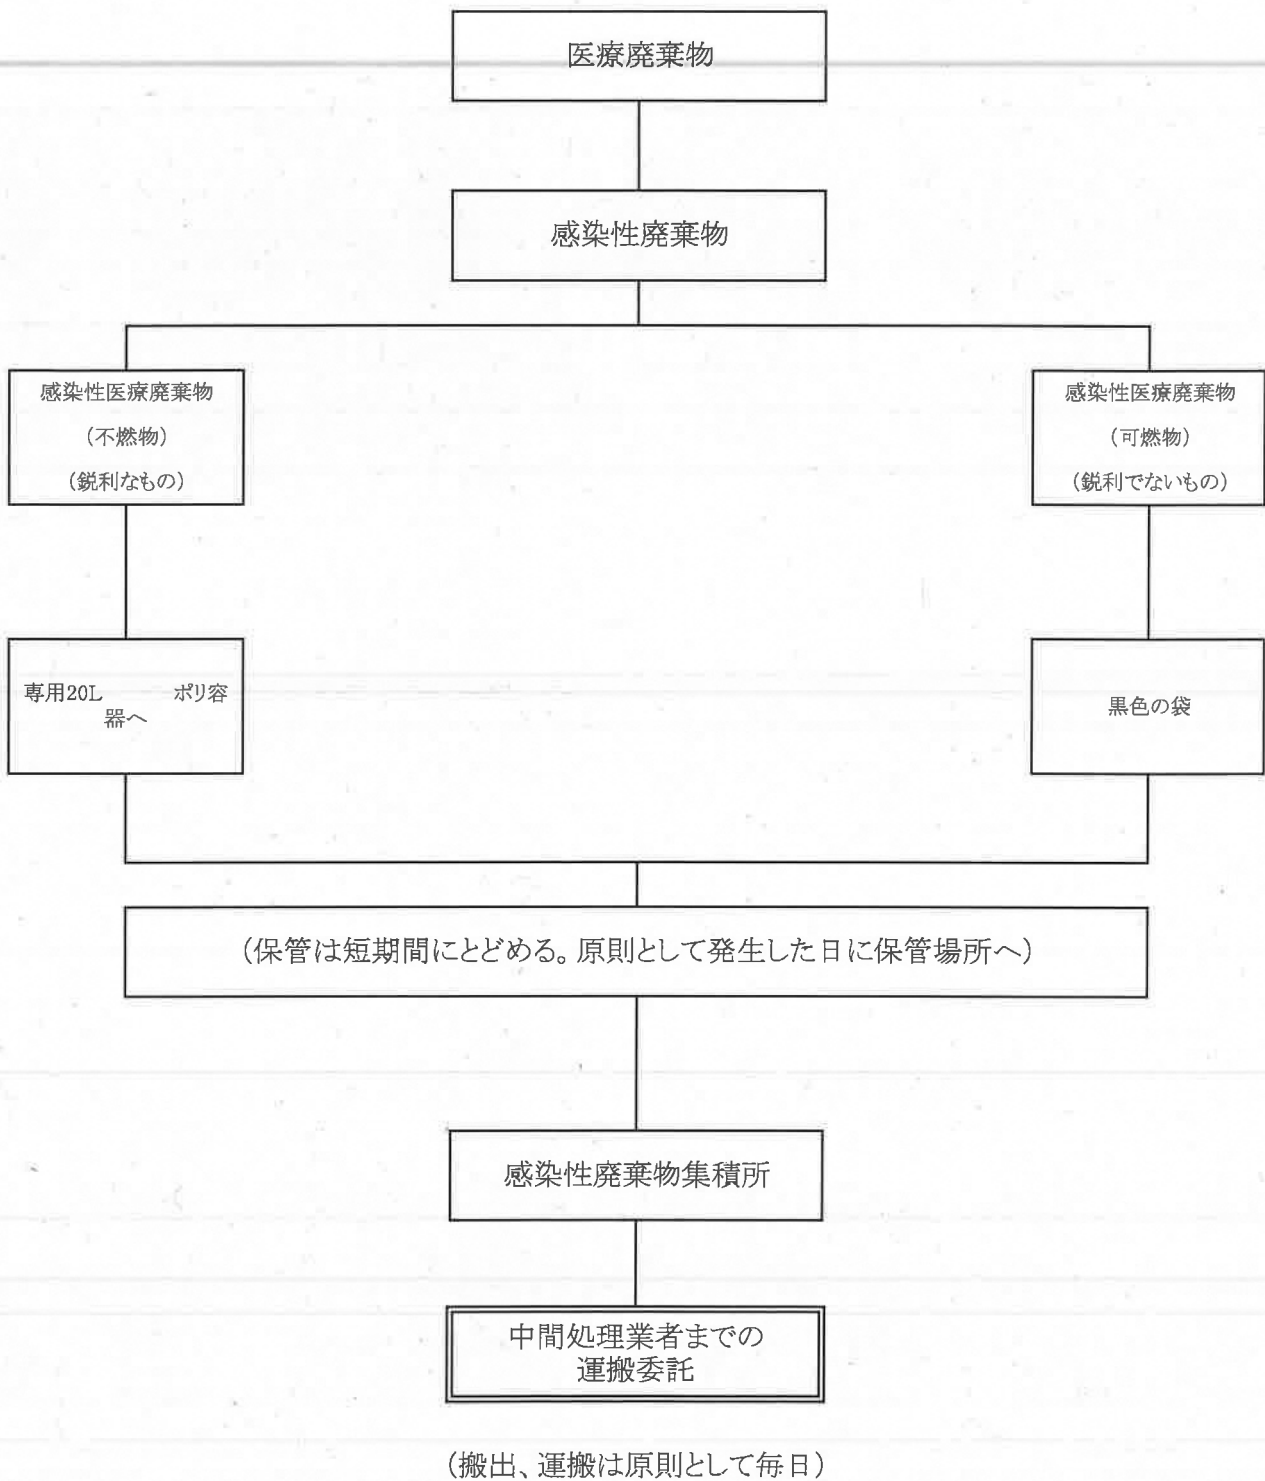 医療廃棄物
感染性廃棄物
感染性医療廃棄物
（不燃物）
（鋭利なもの）
感染性医療廃棄物
（可燃物）
（鋭利でないもの）
専用20L　　　ポリ容
器へ
黒色の袋
（保管は短期間にとどめる。原則として発生した日に保管場所へ）
感染性廃棄物集積所
中間処理業者までの
運搬委託
（搬出、運搬は原則として毎日）